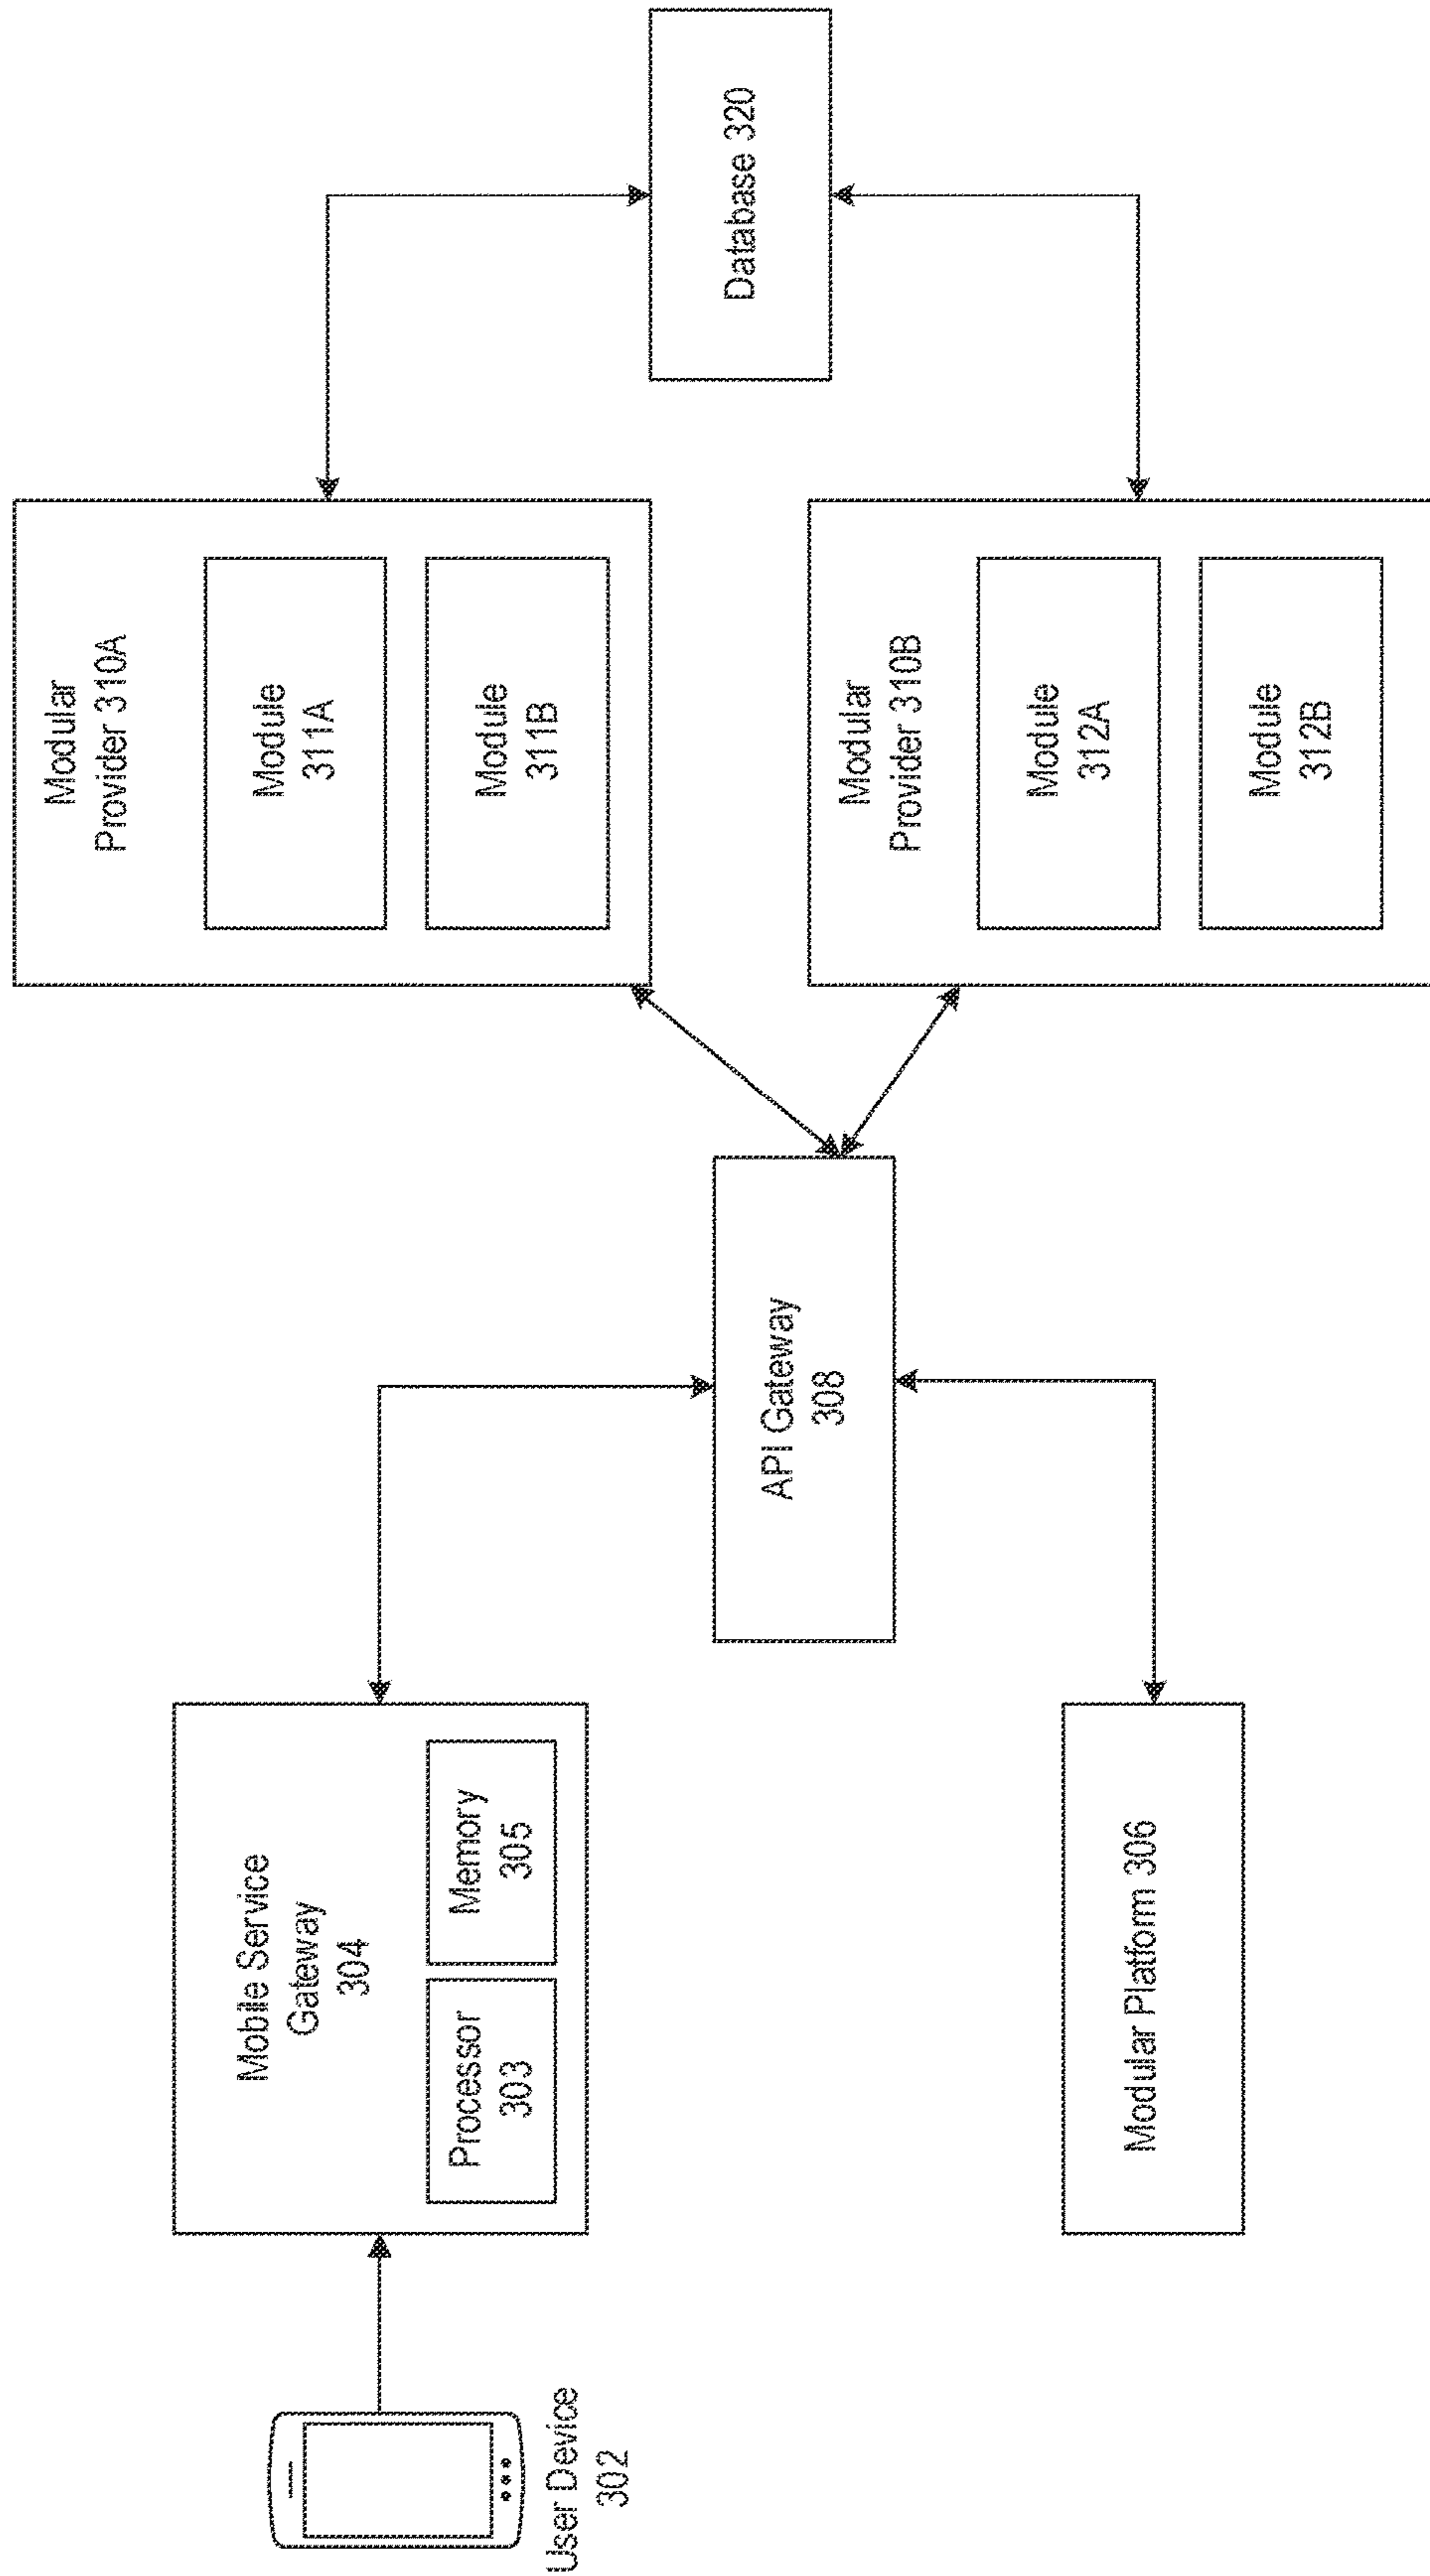 User Device
302
Mobile Service
Gateway
304
Processor
303
Memory
305
Modular Platform 306
API Gateway
308
Modular
Provider 310A
Module
311A
Module
311B
Modular
Provider 310B
Module
312A
Module
312B
Database 320